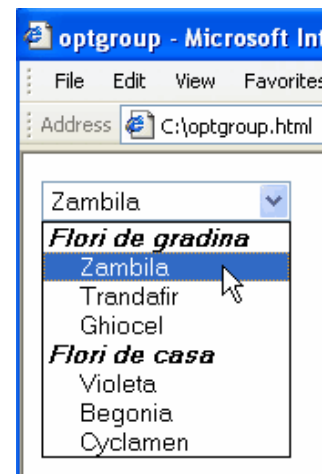 optgroup - Microsoft Int
File Edit View Favorites
Address C:\optgroup.html
Zambila
Flori de gradina
Zambila
Trandafir
Ghiocel
Flori de casa
Violeta
Begonia
Cyclamen